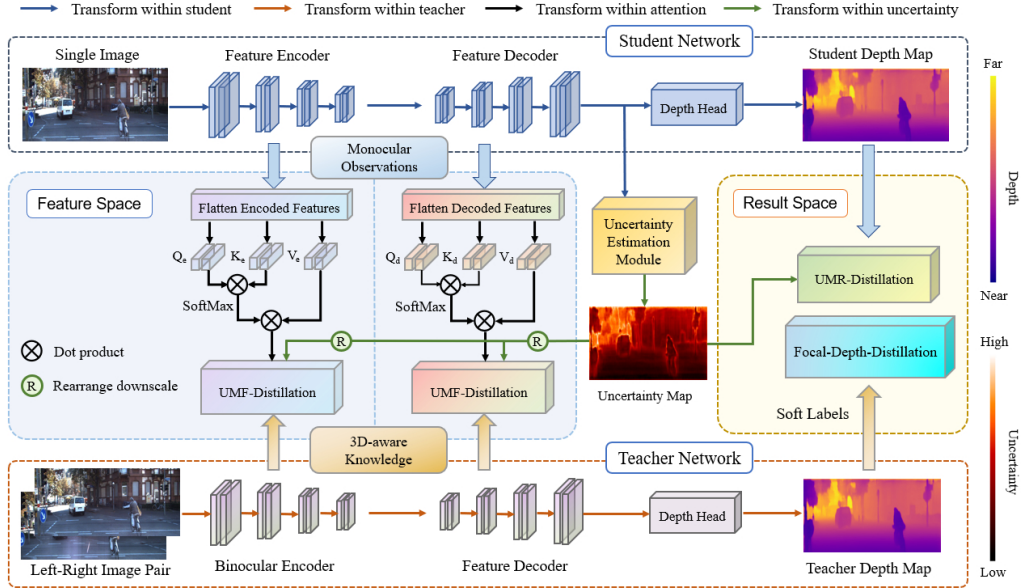 Transform within student
Transform within teacher
Transform within attention
Transform within uncertainty
Student Network
Single Image
Feature Encoder
Feature Decoder
Student Depth Map
Depth Head
Far
Depth
Near
Monocular
Observations
Feature Space
Flatten Encoded Features
Flatten Decoded Features
Qe
Ke
Ve
Qd
Kd
Vd
SoftMax
SoftMax
Uncertainty
Estimation
Module
Result Space
UMR-Distillation
Focal-Depth-Distillation
Soft Labels
R
R
Dot product
R Rearrange downscale
UMF-Distillation
UMF-Distillation
Uncertainty Map
High
Uncertainty
Low
3D-aware
Knowledge
Teacher Network
Depth Head
Left-Right Image Pair
Binocular Encoder
Feature Decoder
Teacher Depth Map